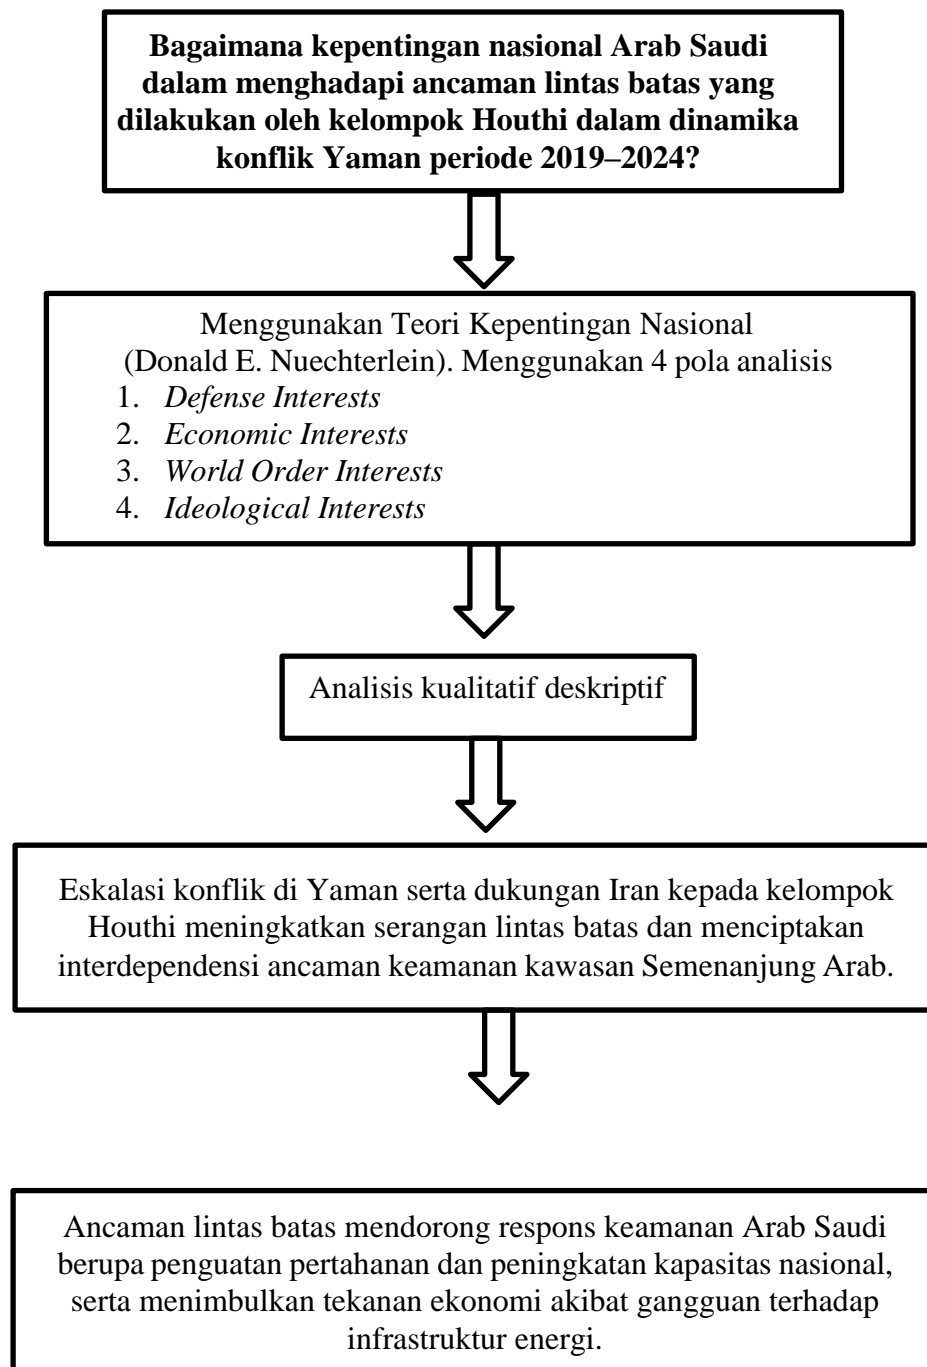 Bagaimana kepentingan nasional Arab Saudi
dalam menghadapi ancaman lintas batas yang
dilakukan oleh kelompok Houthi dalam dinamika
konflik Yaman periode 2019–2024?
Menggunakan Teori Kepentingan Nasional
(Donald E. Nuechterlein). Menggunakan 4 pola analisis
1. Defense Interests
2. Economic Interests
3. World Order Interests
4. Ideological Interests
Analisis kualitatif deskriptif
Eskalasi konflik di Yaman serta dukungan Iran kepada kelompok
Houthi meningkatkan serangan lintas batas dan menciptakan
interdependensi ancaman keamanan kawasan Semenanjung Arab.
Ancaman lintas batas mendorong respons keamanan Arab Saudi
berupa penguatan pertahanan dan peningkatan kapasitas nasional,
serta menimbulkan tekanan ekonomi akibat gangguan terhadap
infrastruktur energi.